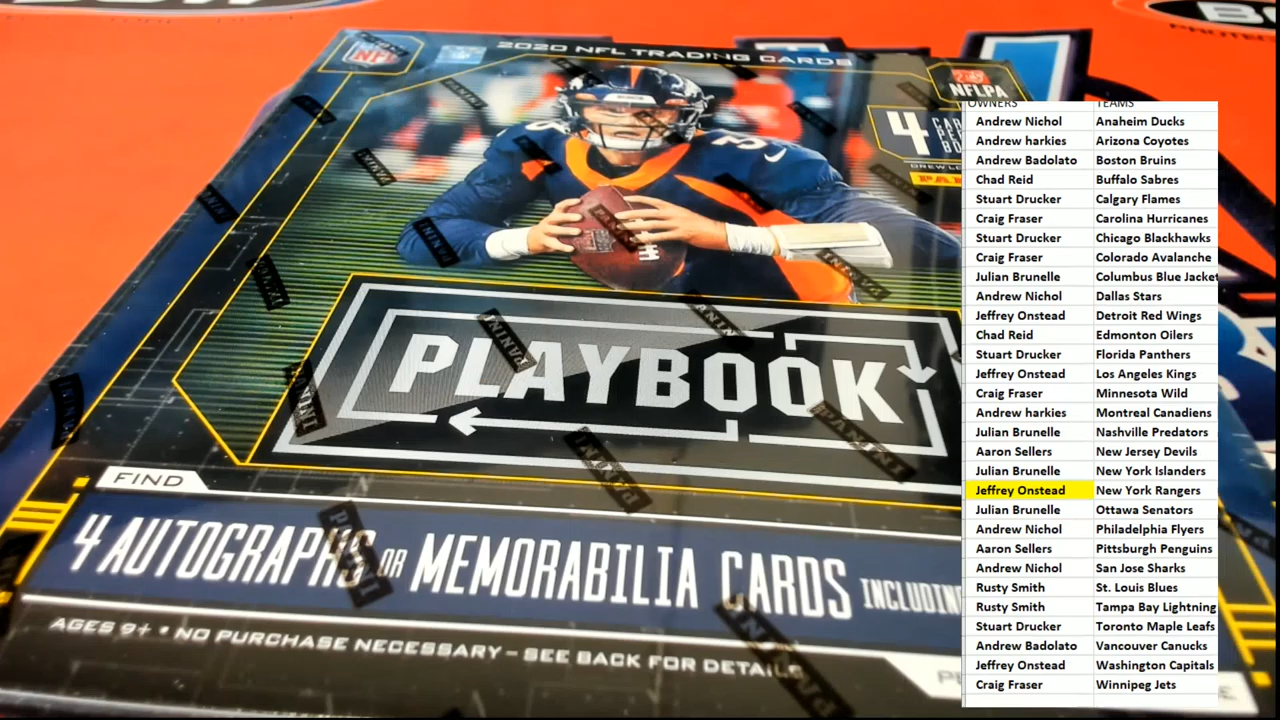 2020 NFL TRADING CARDS
NFL
NFLPA
4
PLAYBOOK
FIND
4 AUTOGRAPHS OR MEMORABILIA CARDS INCLUDING
AGES 9+ * NO PURCHASE NECESSARY - SEE BACK FOR DETAILS
PANINI
OWNERS TEAMS
Andrew Nichol Anaheim Ducks
Andrew harkies Arizona Coyotes
Andrew Badolato Boston Bruins
Chad Reid Buffalo Sabres
Stuart Drucker Calgary Flames
Craig Fraser Carolina Hurricanes
Stuart Drucker Chicago Blackhawks
Craig Fraser Colorado Avalanche
Julian Brunelle Columbus Blue Jacket
Andrew Nichol Dallas Stars
Jeffrey Onstead Detroit Red Wings
Chad Reid Edmonton Oilers
Stuart Drucker Florida Panthers
Jeffrey Onstead Los Angeles Kings
Craig Fraser Minnesota Wild
Andrew harkies Montreal Canadiens
Julian Brunelle Nashville Predators
Aaron Sellers New Jersey Devils
Julian Brunelle New York Islanders
Jeffrey Onstead New York Rangers
Julian Brunelle Ottawa Senators
Andrew Nichol Philadelphia Flyers
Aaron Sellers Pittsburgh Penguins
Andrew Nichol San Jose Sharks
Rusty Smith St. Louis Blues
Rusty Smith Tampa Bay Lightning
Stuart Drucker Toronto Maple Leafs
Andrew Badolato Vancouver Canucks
Jeffrey Onstead Washington Capitals
Craig Fraser Winnipeg Jets